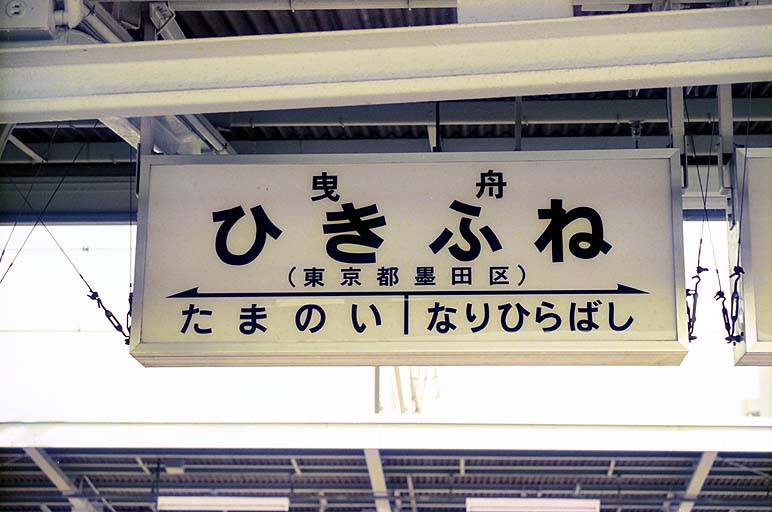 曳舟
ひきふね
(東京都墨田区)
たまのい なりひらばし